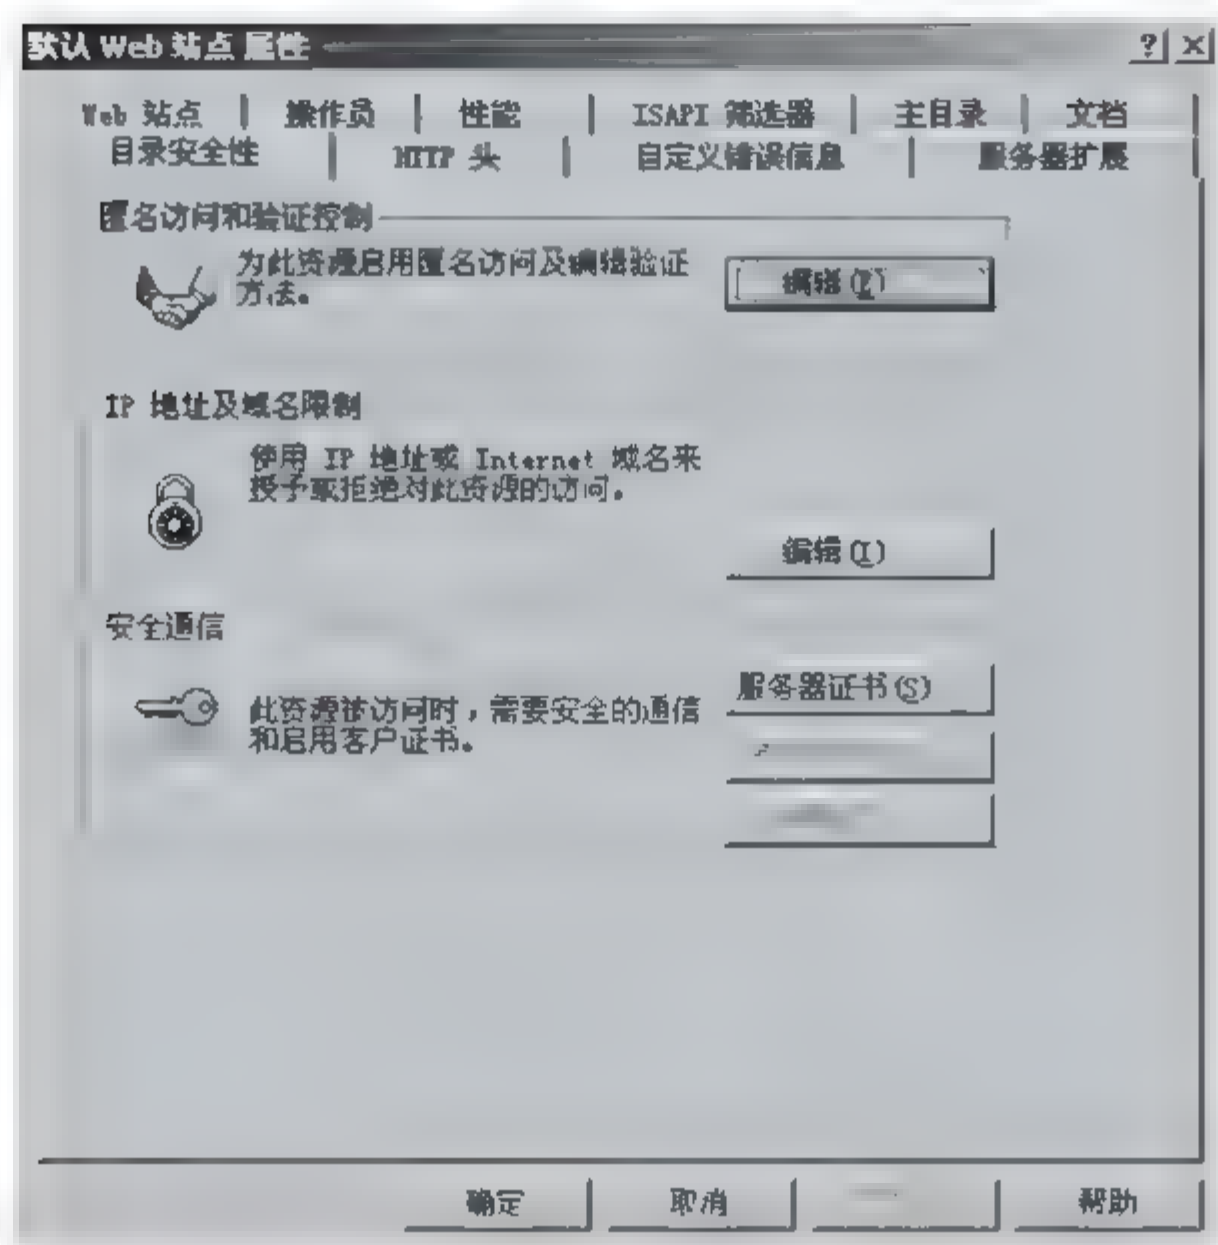 默认 Web 站点 属性
Web 站点 操作员 性能 ISAPI 筛选器 主目录 文档
目录安全性 HTTP 头 自定义错误信息 服务器扩展
匿名访问和验证控制
为此资源启用匿名访问及编辑验证
方法。
编辑(E)
IP 地址及域名限制
使用 IP 地址或 Internet 域名来
授予或拒绝对此资源的访问。
编辑(I)
安全通信
服务器证书(S)
此资源被访问时，需要安全的通信
和启用客户证书。
确定 取消 帮助